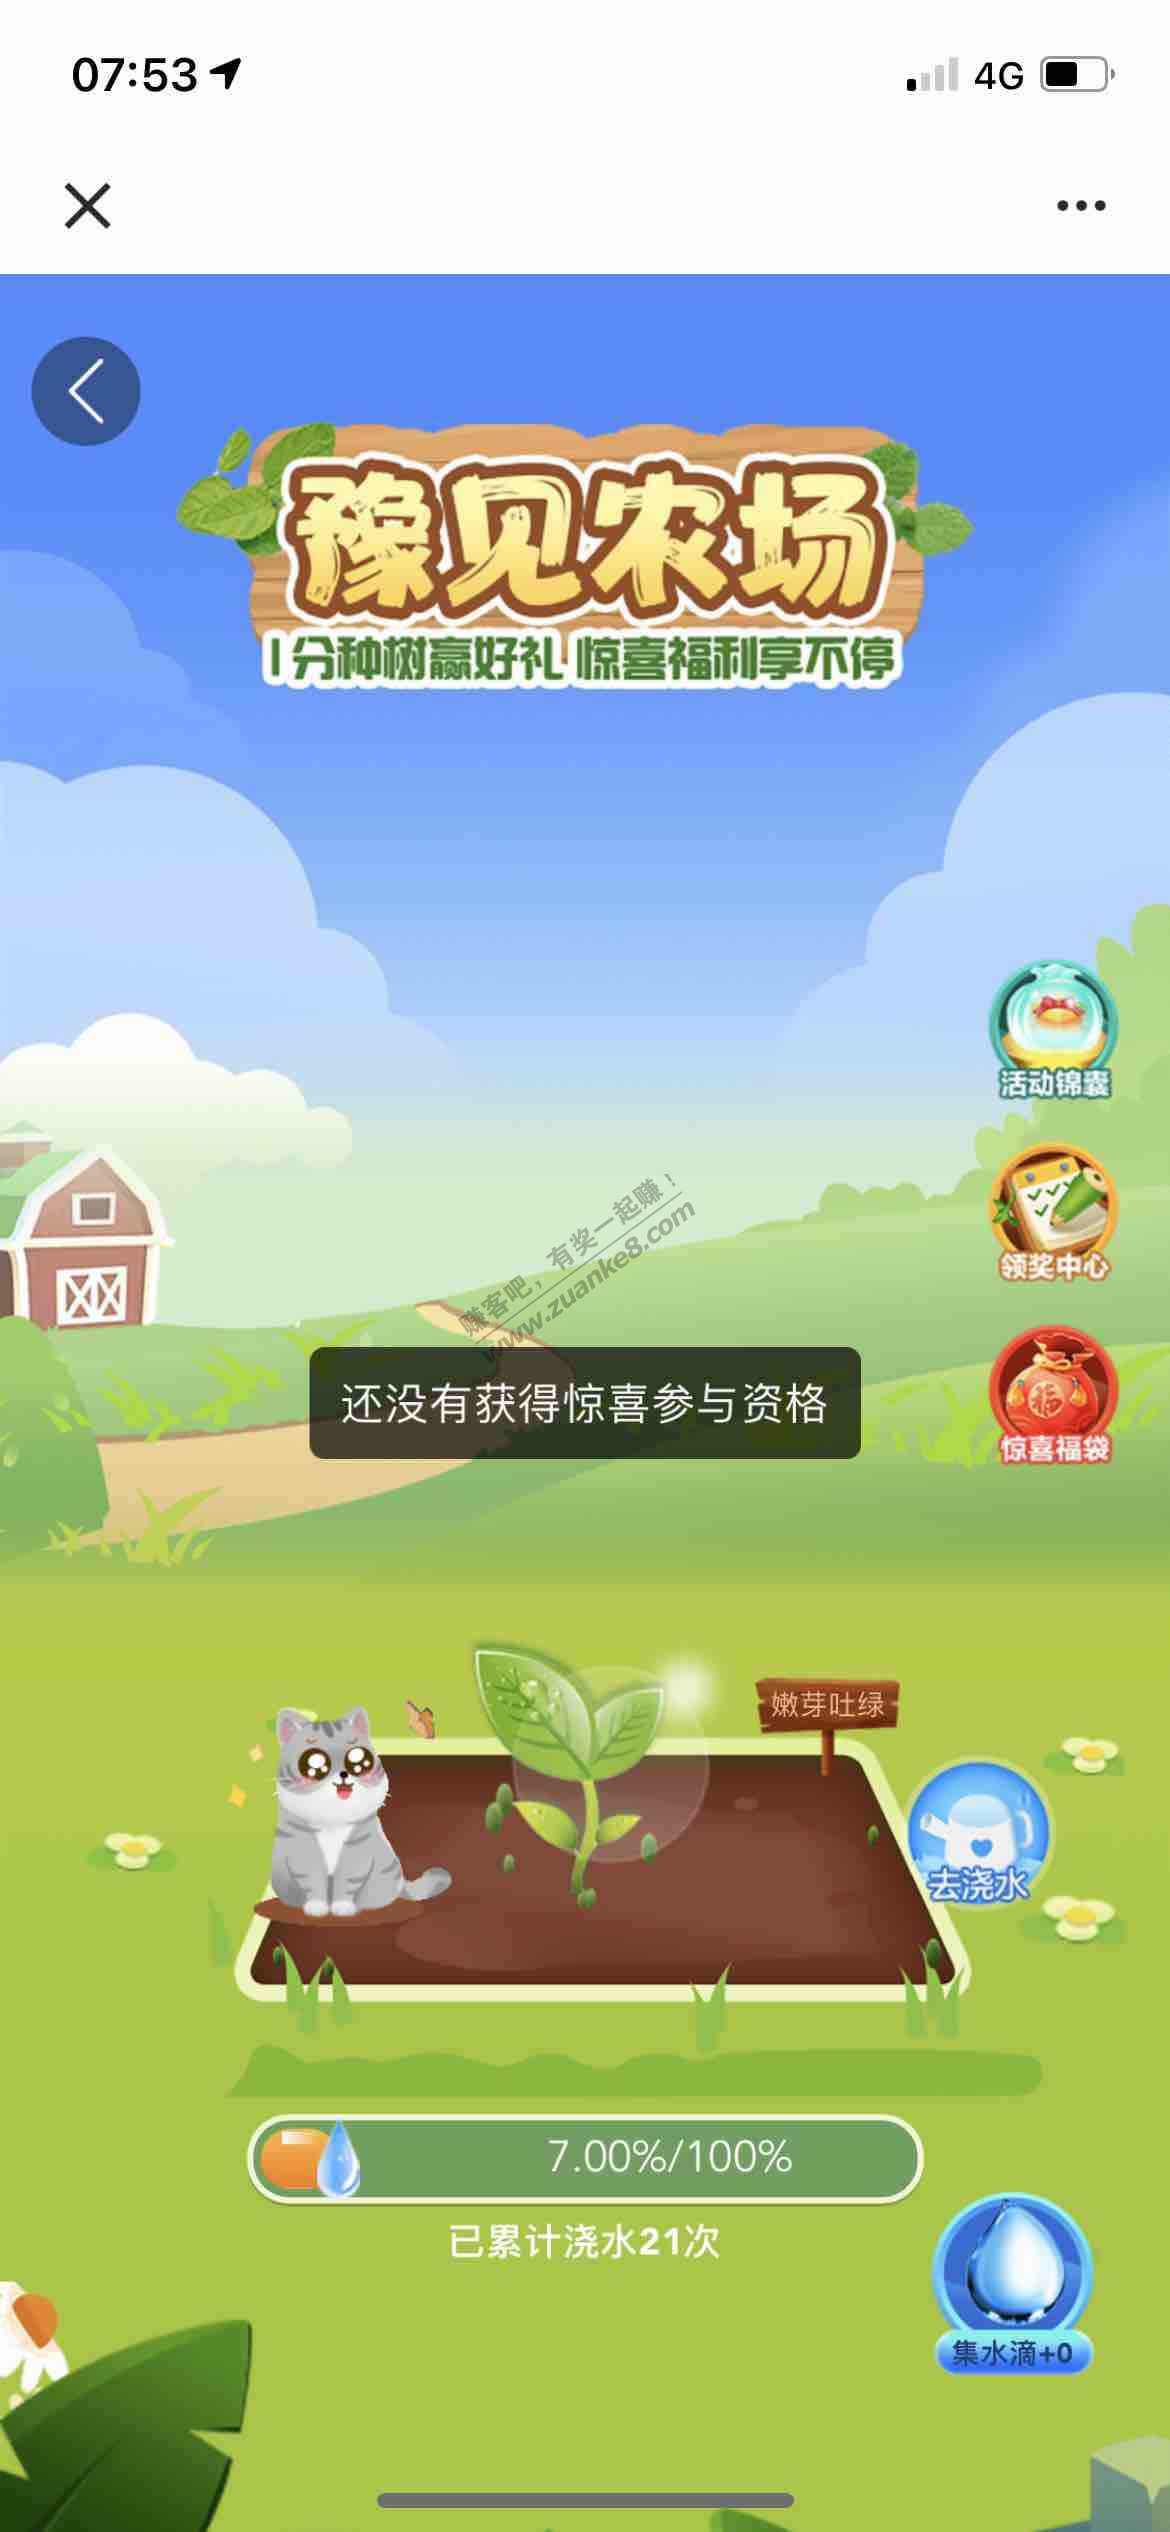 07:53
4G
豫见农场
1分种树赢好礼 惊喜福利享不停
活动锦囊
领奖中心
赚客吧，有奖一起赚！
www.zuanke8.com
还没有获得惊喜参与资格
福
惊喜福袋
嫩芽吐绿
去浇水
7.00%/100%
已累计浇水21次
集水滴+0